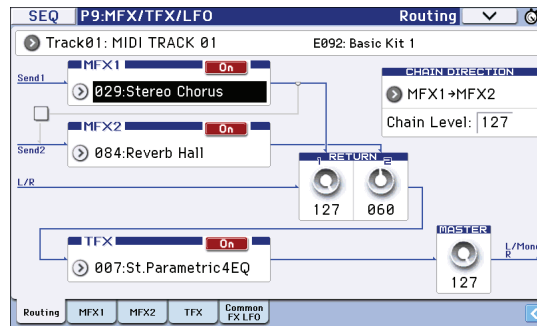 SEQ P9:MFX/TFX/LFO Routing
Track01: MIDI TRACK 01 E092: Basic Kit 1
MFX1 On
CHAIN DIRECTION
Send1
029:Stereo Chorus
MFX1→MFX2
Chain Level: 127
MFX2 On
Send2
084:Reverb Hall
1 RETURN 2
L/R
127 060
MASTER
TFX On
L/Mono
R
007:St.Parametric4EQ
127
Routing MFX1 MFX2 TFX Common FX LFO